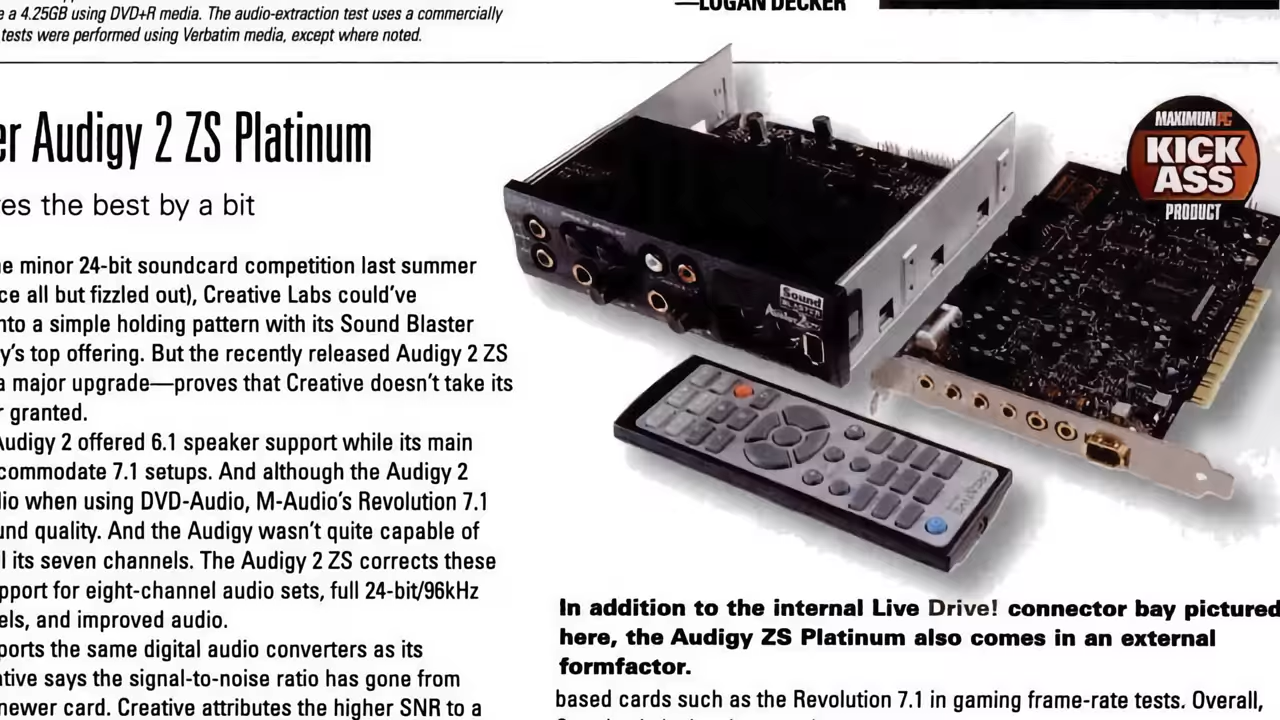 e a 4.25GB using DVD+R media. The audio-extraction test uses a commercially
tests were performed using Verbatim media, except where noted.
—LOGAN DECKER
er Audigy 2 ZS Platinum
es the best by a bit
e minor 24-bit soundcard competition last summer
ce all but fizzled out), Creative Labs could've
nto a simple holding pattern with its Sound Blaster
y's top offering. But the recently released Audigy 2 ZS
a major upgrade—proves that Creative doesn't take its
r granted.
Audigy 2 offered 6.1 speaker support while its main
commodate 7.1 setups. And although the Audigy 2
dio when using DVD-Audio, M-Audio's Revolution 7.1
und quality. And the Audigy wasn't quite capable of
l its seven channels. The Audigy 2 ZS corrects these
pport for eight-channel audio sets, full 24-bit/96kHz
els, and improved audio.
ports the same digital audio converters as its
ative says the signal-to-noise ratio has gone from
newer card. Creative attributes the higher SNR to a
MAXIMUMPC
KICK
ASS
PRODUCT
Sound
BLASTER
Audigy 2 ZS
CREATIVE
In addition to the internal Live Drive! connector bay pictured
here, the Audigy ZS Platinum also comes in an external
formfactor.
based cards such as the Revolution 7.1 in gaming frame-rate tests. Overall,